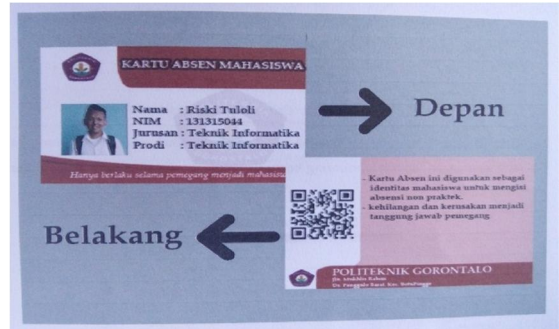 KARTU ABSEN MAHASISWA
Nama : Riski Tuloli
NIM : 131315044
Jurusan : Teknik Informatika
Prodi : Teknik Informatika
Hanya berlaku selama pemegang menjadi mahasisw
Depan
- Kartu Absen ini digunakan sebagai
identitas mahasiswa untuk mengisi
absensi non praktek.
- kehilangan dan kerusakan menjadi
tanggung jawab pemegang
Belakang
POLITEKNIK GORONTALO